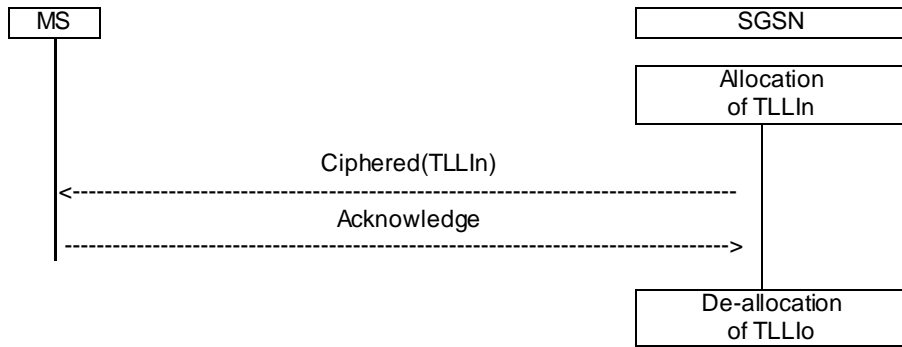 MS
SGSN
Allocation
of TLLIn
Ciphered(TLLIn)
Acknowledge
De-allocation
of TLLIo